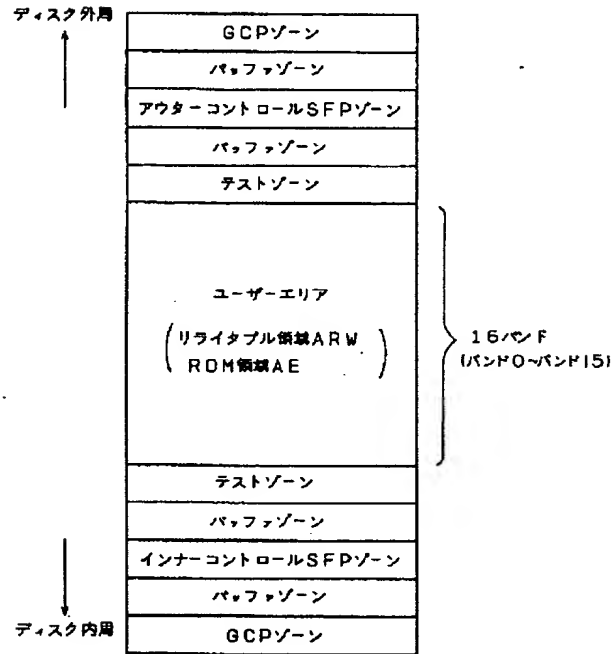 ディスク外周
GCPゾーン
バッファゾーン
アウターコントロールSFPゾーン
バッファゾーン
テストゾーン
ユーザーエリア
リライタブル領域ARW
ROM領域AE
16バンド
(バンド0~バンド15)
テストゾーン
バッファゾーン
インナーコントロールSFPゾーン
バッファゾーン
ディスク内周
GCPゾーン